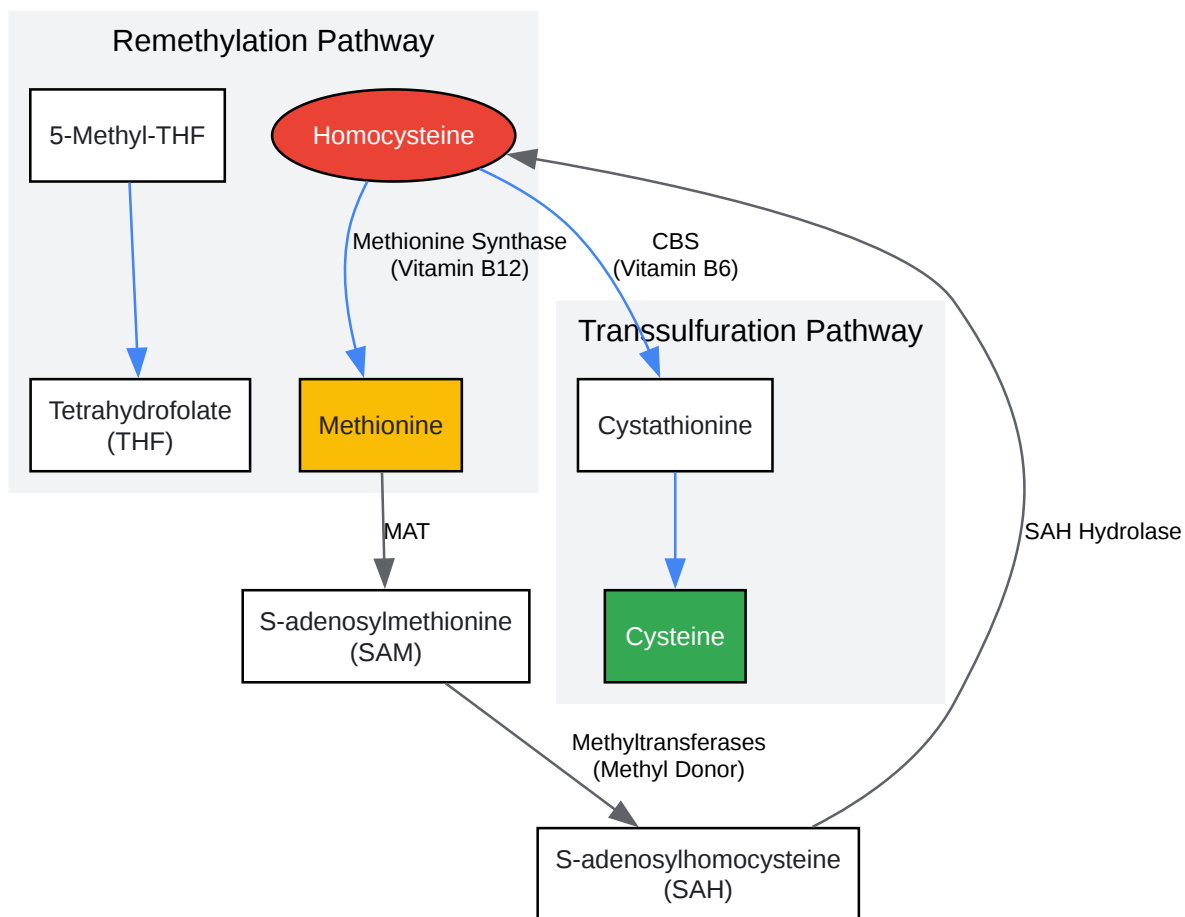 Remethylation Pathway
5-Methyl-THF
Homocysteine
Methionine Synthase
(Vitamin B12)
CBS
(Vitamin B6)
Transsulfuration Pathway
Tetrahydrofolate
(THF)
Methionine
Cystathionine
MAT
SAH Hydrolase
S-adenosylmethionine
(SAM)
Cysteine
Methyltransferases
(Methyl Donor)
S-adenosylhomocysteine
(SAH)